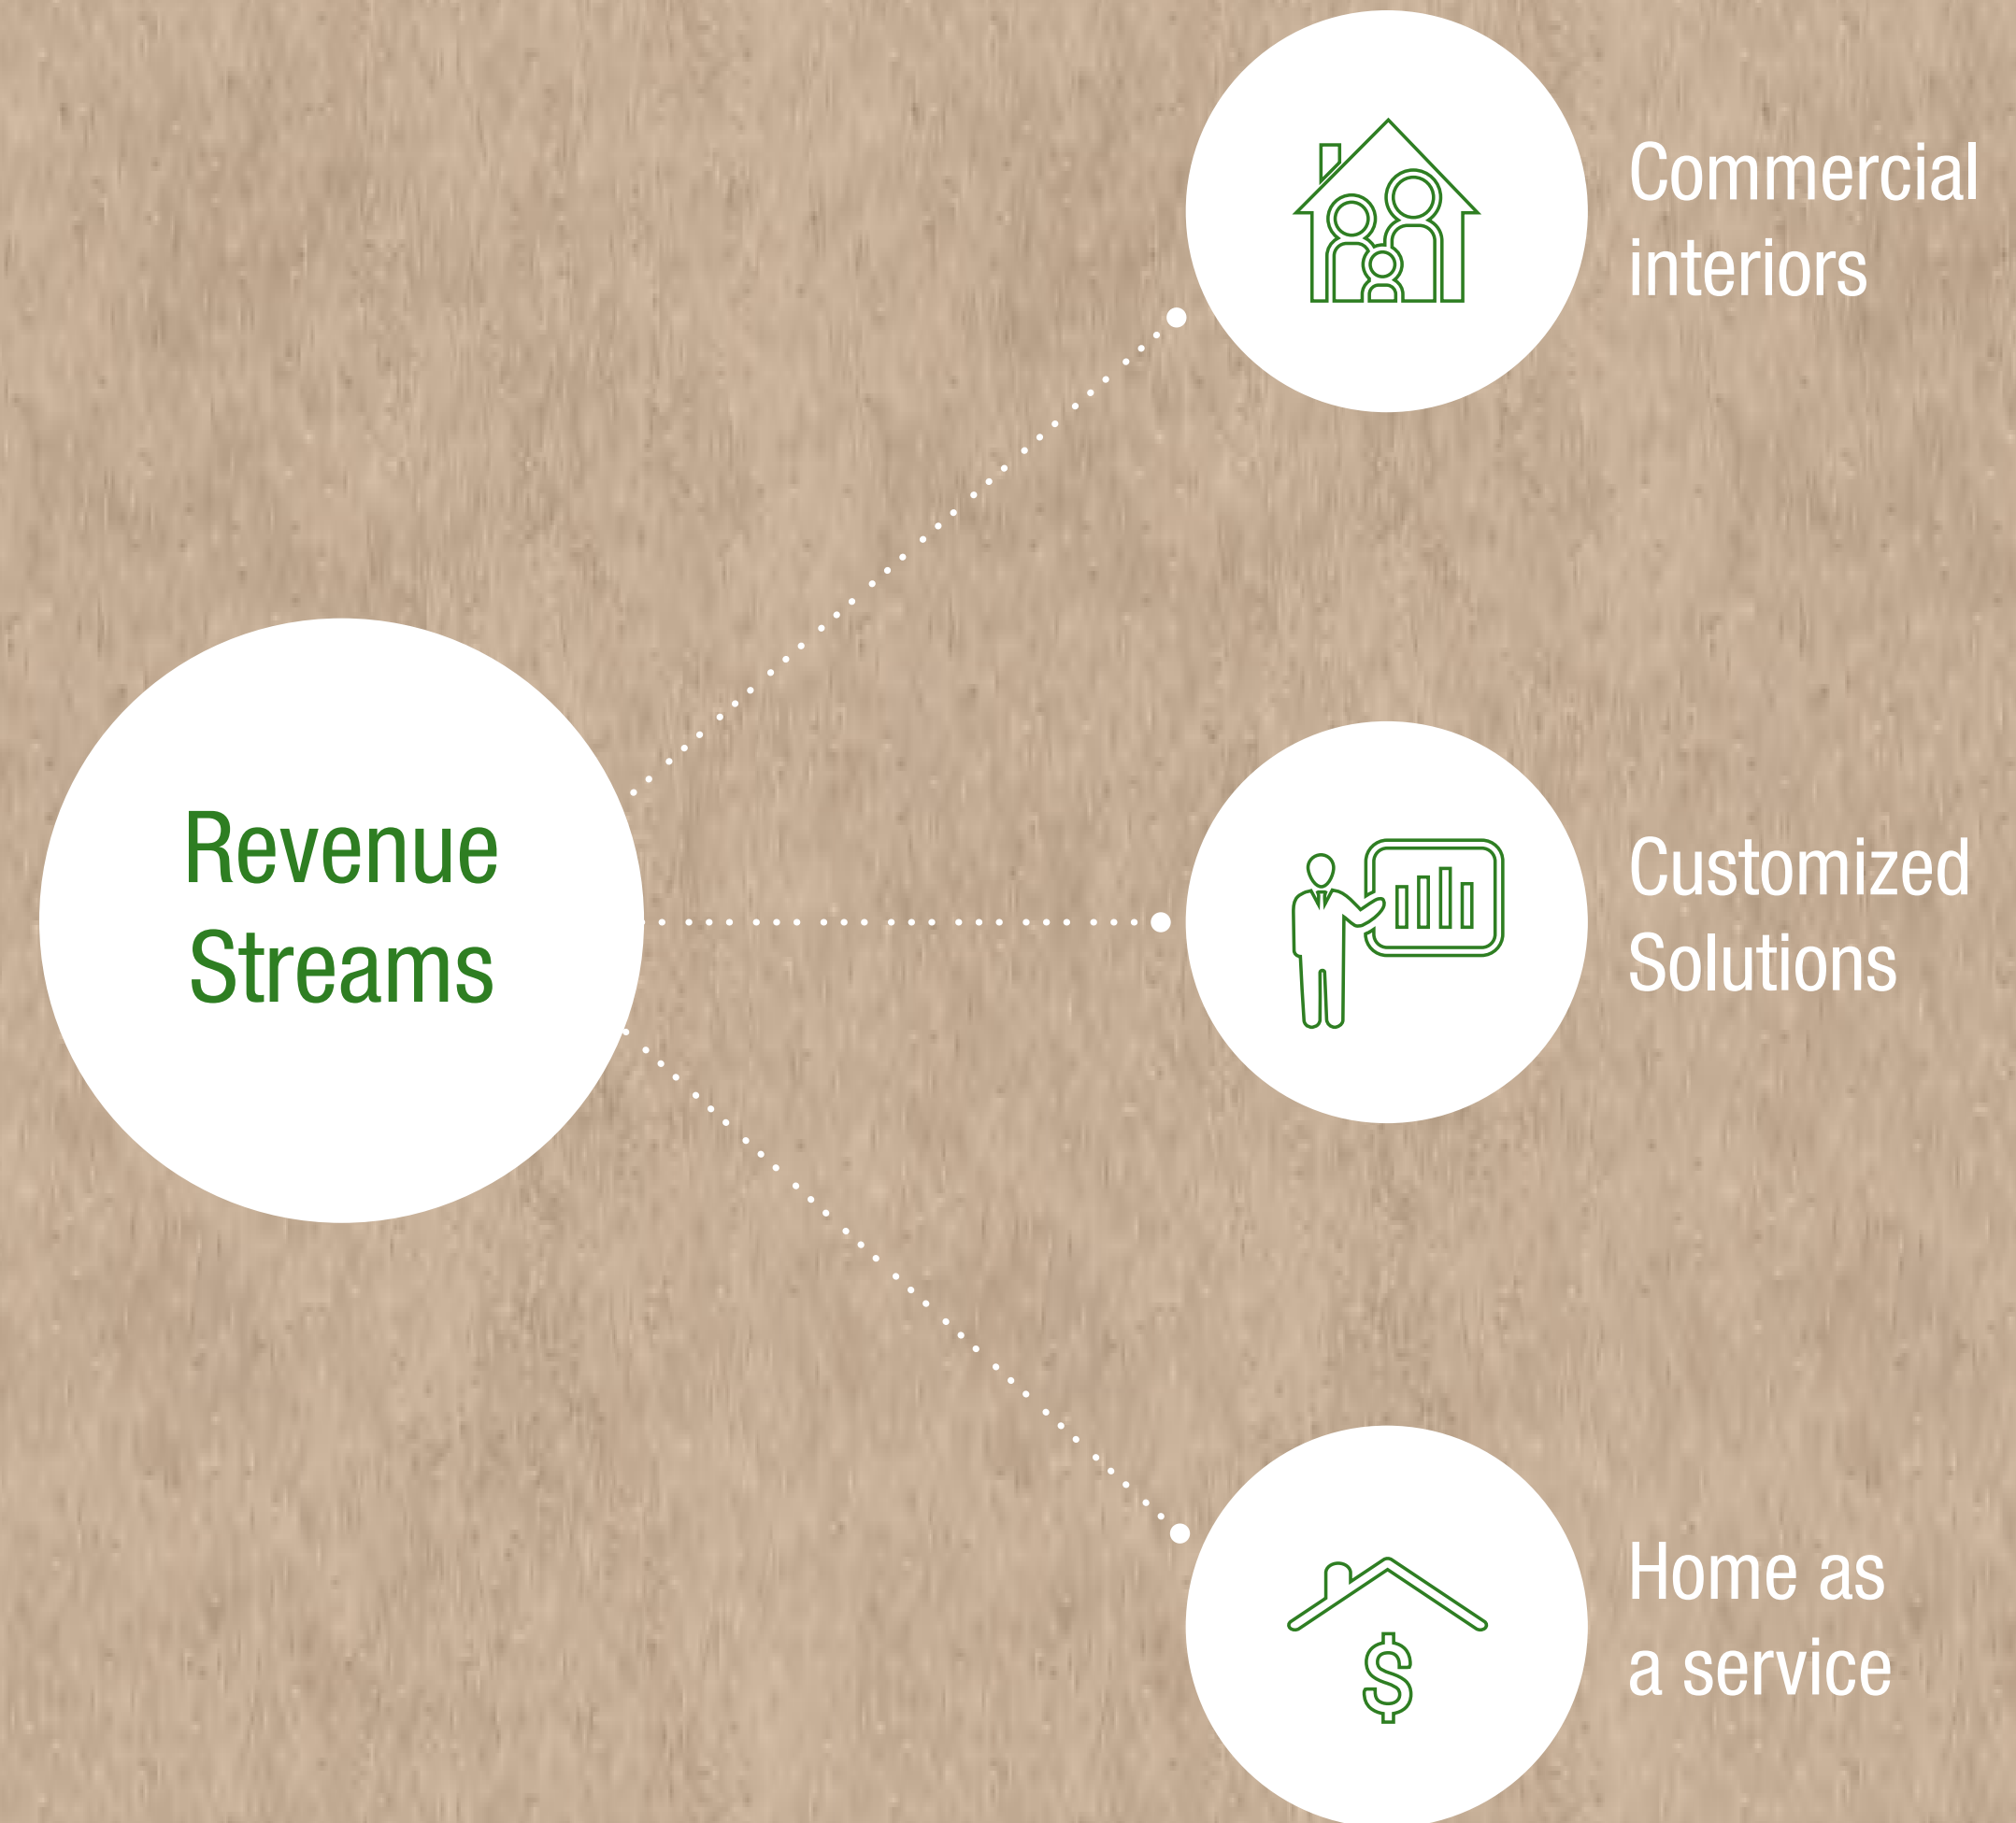 Revenue
Streams
Commercial
interiors
Customized
Solutions
Home as
a service